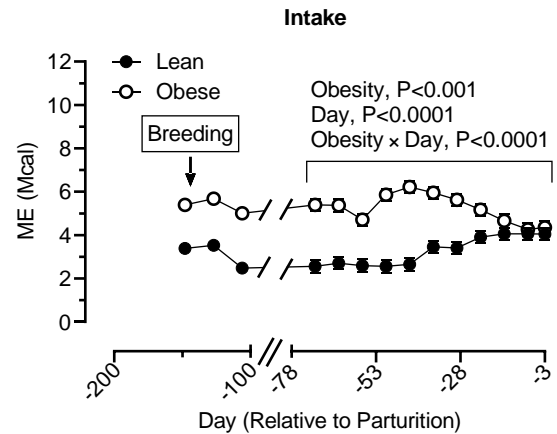 Intake
Lean
Obese
Breeding
Obesity, P<0.001
Day, P<0.0001
Obesity × Day, P<0.0001
ME (Mcal)
12
10
8
6
4
2
0
-200
-100
-78
-53
-28
-3
Day (Relative to Parturition)